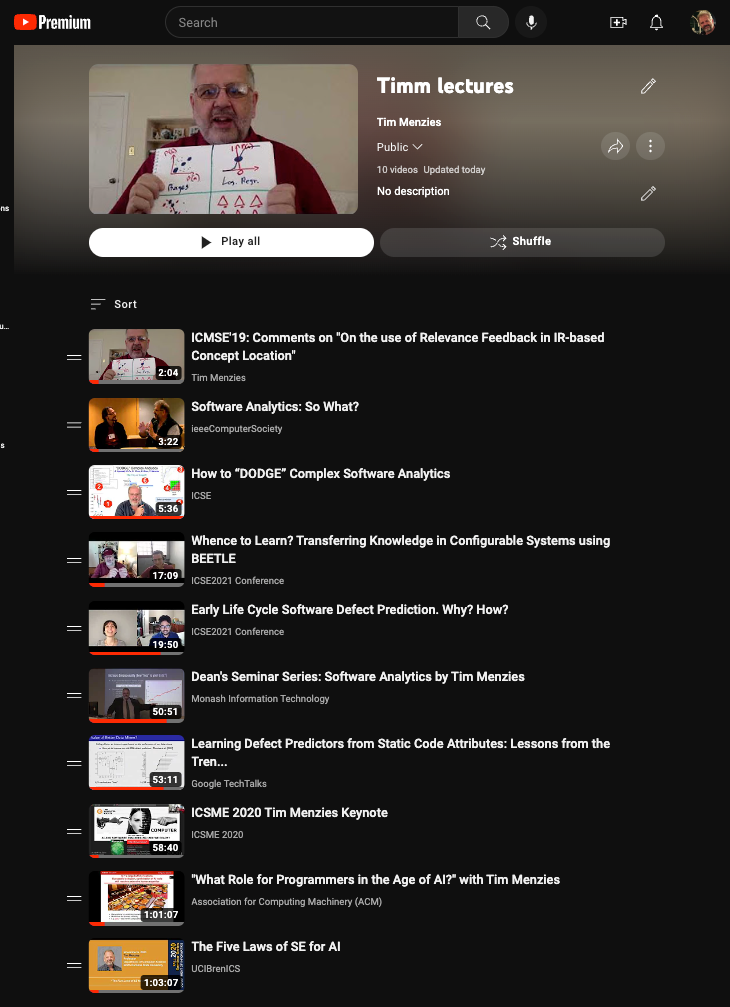 Premium
Search
Timm lectures
Tim Menzies
Public
10 videos Updated today
No description
Play all
Shuffle
ns
u...
s
Sort
ICMSE'19: Comments on "On the use of Relevance Feedback in IR-based
Concept Location"
Tim Menzies
2:04
Software Analytics: So What?
ieeeComputerSociety
3:22
How to “DODGE” Complex Software Analytics
ICSE
5:36
Whence to Learn? Transferring Knowledge in Configurable Systems using
BEETLE
ICSE2021 Conference
17:09
Early Life Cycle Software Defect Prediction. Why? How?
ICSE2021 Conference
19:50
Dean's Seminar Series: Software Analytics by Tim Menzies
Monash Information Technology
50:51
Learning Defect Predictors from Static Code Attributes: Lessons from the
Tren...
Google TechTalks
53:11
ICSME 2020 Tim Menzies Keynote
ICSME 2020
COMPUTER
58:40
"What Role for Programmers in the Age of AI?" with Tim Menzies
Association for Computing Machinery (ACM)
1:01:07
The Five Laws of SE for AI
UCIBrenICS
2020
1:03:07